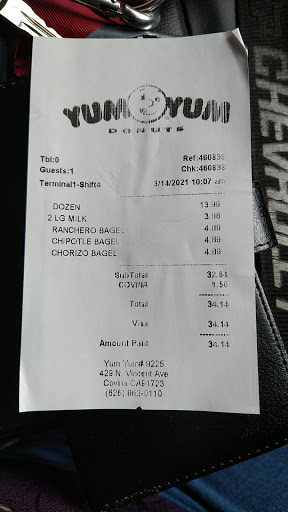 YUM YUM
DONUTS
Tbl:0 Ref:460838
Guests:1 Chk:460838
Terminal1-Shift4 3/14/2021 10:07 am
DOZEN 13.99
2 LG MILK 3.98
RANCHERO BAGEL 4.89
CHIPOTLE BAGEL 4.89
CHORIZO BAGEL 4.89
SubTotal 32.64
COVINA 1.50
Total 34.14
Visa 34.14
Amount Paid 34.14
Yum Yum# 9225
429 N. Vincent Ave
Covina CA91723
CHEVROLET